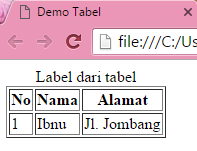 Demo Tabel
file:///C:/Us
Label dari tabel
No Nama Alamat
1 Ibnu Jl. Jombang